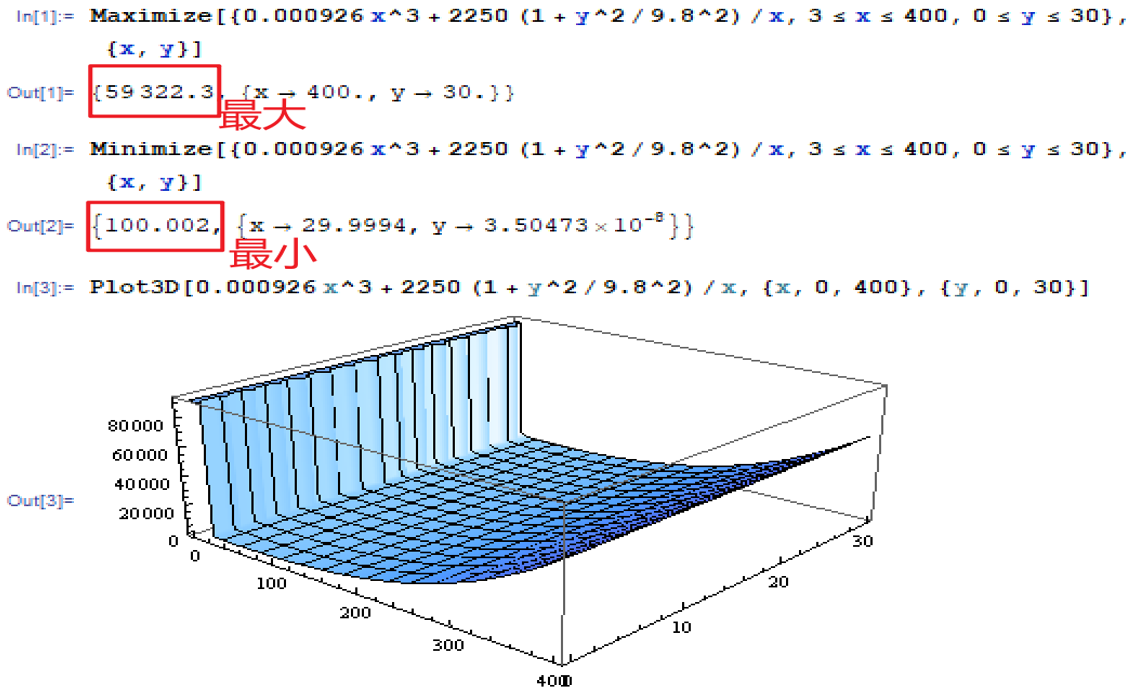 In[1]:= Maximize[{0.000926 x^3 + 2250 (1 + y^2 / 9.8^2) / x, 3 ≤ x ≤ 400, 0 ≤ y ≤ 30},
{x, y}]
Out[1]= {59322.3, {x → 400., y → 30.}}
最大
In[2]:= Minimize[{0.000926 x^3 + 2250 (1 + y^2 / 9.8^2) / x, 3 ≤ x ≤ 400, 0 ≤ y ≤ 30},
{x, y}]
Out[2]= {100.002, {x → 29.9994, y → 3.50473 × 10^-8}}
最小
In[3]:= Plot3D[0.000926 x^3 + 2250 (1 + y^2 / 9.8^2) / x, {x, 0, 400}, {y, 0, 30}]
80000
60000
40000
Out[3]=
20000
0
0
100
200
300
400
0
10
20
30